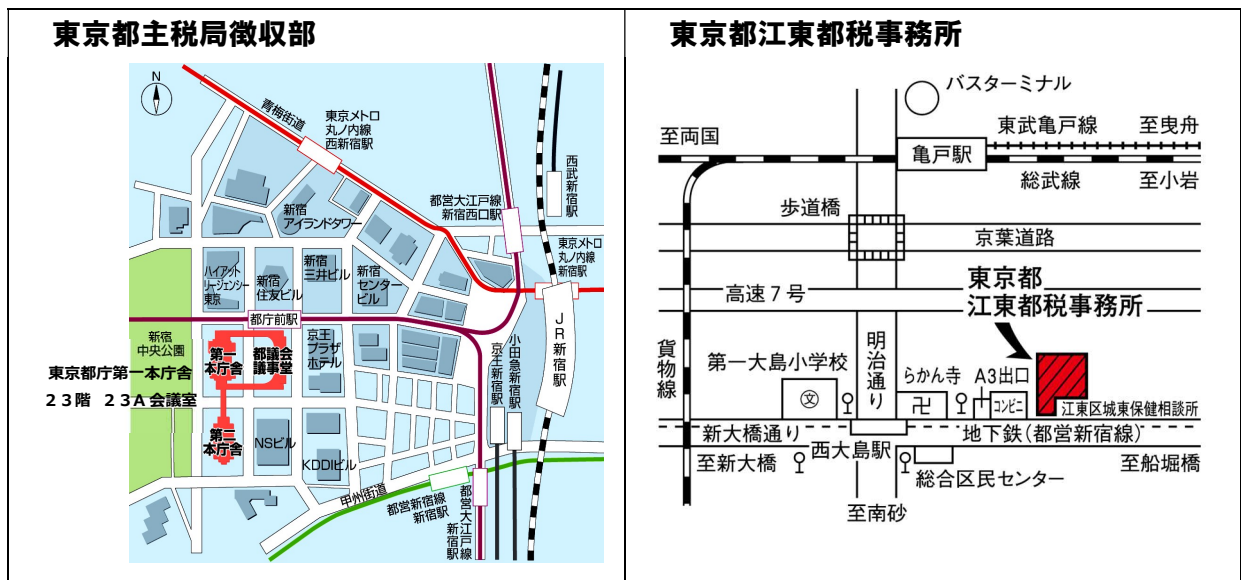 東京都主税局徴収部
N
青梅街道
東京メトロ
丸ノ内線
西新宿駅
西武新宿駅
都営大江戸線
新宿西口駅
新宿
アイランドタワー
東京メトロ
丸ノ内線
新宿駅
ハイアット
リージェンシー
東京
新宿
住友ビル
新宿
三井ビル
新宿
センター
ビル
都庁前駅
JR新宿駅
新宿
中央公園
第一
本庁舎
都議会
議事堂
京王
プラザ
ホテル
小田急新宿駅
京王新宿駅
東京都庁第一本庁舎
23階 23A会議室
第二
本庁舎
NSビル
KDDIビル
甲州街道
都営新宿線
新宿駅
都営大江戸線
新宿駅
東京都江東都税事務所
バスターミナル
至両国
東武亀戸線
至曳舟
亀戸駅
総武線
至小岩
歩道橋
京葉道路
東京都
江東都税事務所
高速7号
貨物線
明治通り
第一大島小学校
文
らかん寺
卍
A3出口
コンビニ
江東区城東保健相談所
新大橋通り
地下鉄(都営新宿線)
至新大橋
西大島駅
至船堀橋
総合区民センター
至南砂